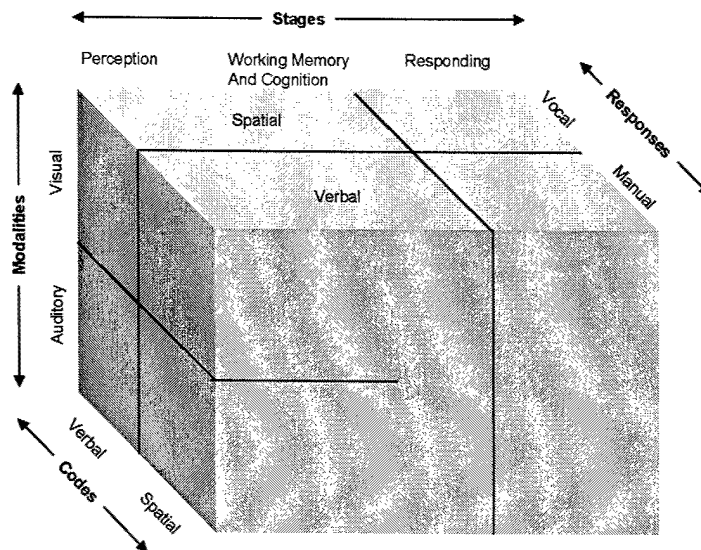 Stages
Perception
Working Memory
And Cognition
Responding
Spatial
Verbal
Vocal
Manual
Responses
Modalities
Visual
Auditory
Verbal
Spatial
Codes